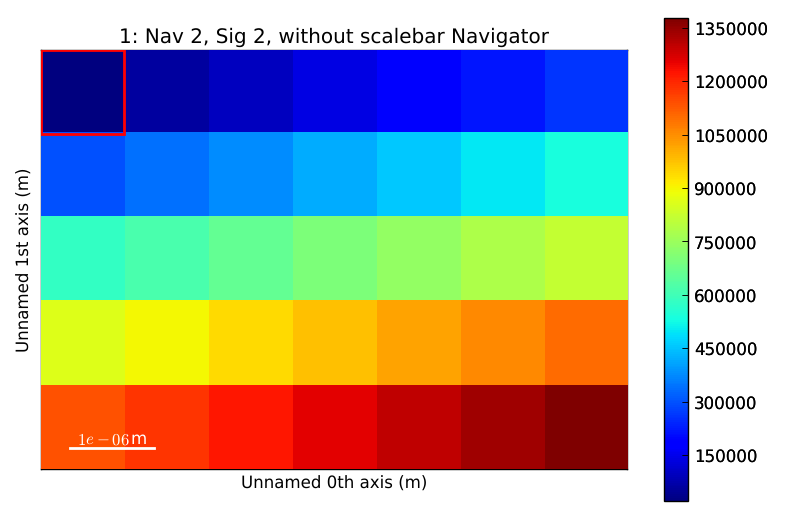 1: Nav 2, Sig 2, without scalebar Navigator
Unnamed 1st axis (m)
1e − 06 m
Unnamed 0th axis (m)
1350000
1200000
1050000
900000
750000
600000
450000
300000
150000